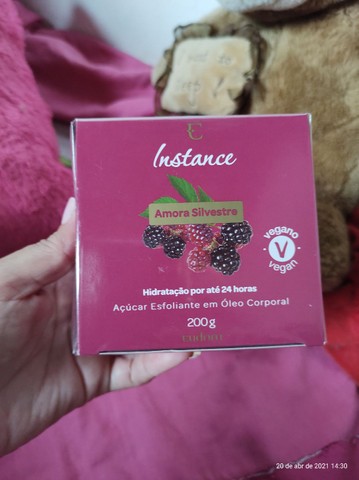 E
Instance
Amora Silvestre
vegano
V
vegan
Hidratação por até 24 horas
Açúcar Esfoliante em Óleo Corporal
200g
Eudora
20 de abr de 2021 14:30